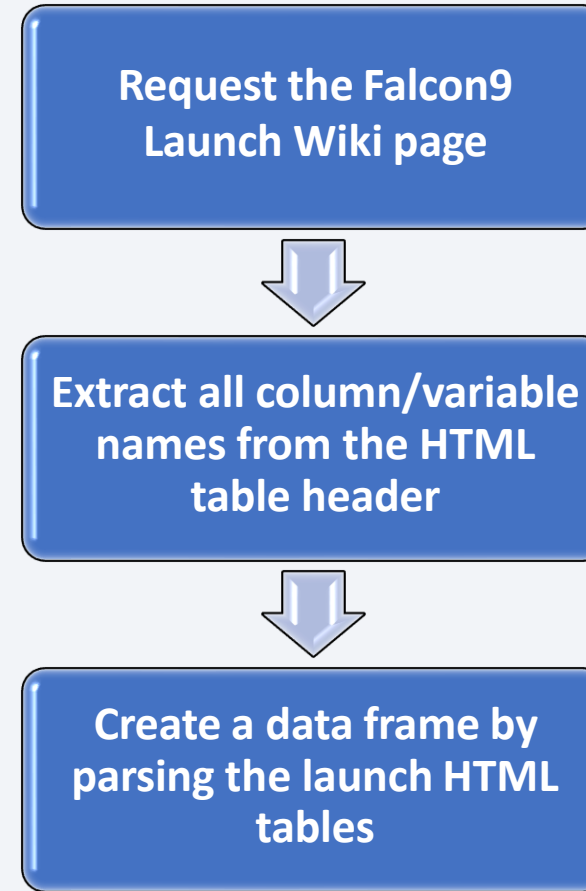 Request the Falcon9
Launch Wiki page
Extract all column/variable
names from the HTML
table header
Create a data frame by
parsing the launch HTML
tables